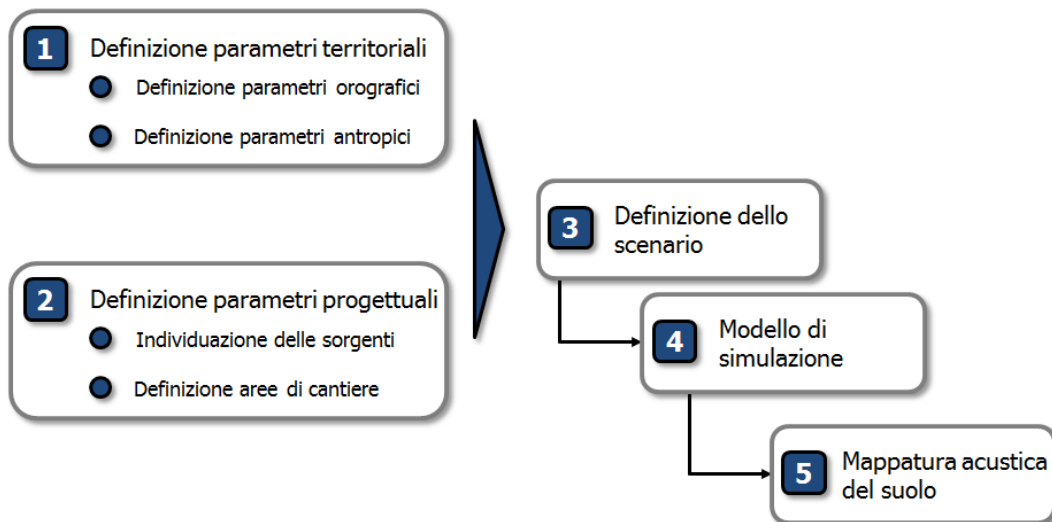 1 Definizione parametri territoriali
Definizione parametri orografici
Definizione parametri antropici
2 Definizione parametri progettuali
Individuazione delle sorgenti
Definizione aree di cantiere
3 Definizione dello
scenario
4 Modello di
simulazione
5 Mappatura acustica
del suolo